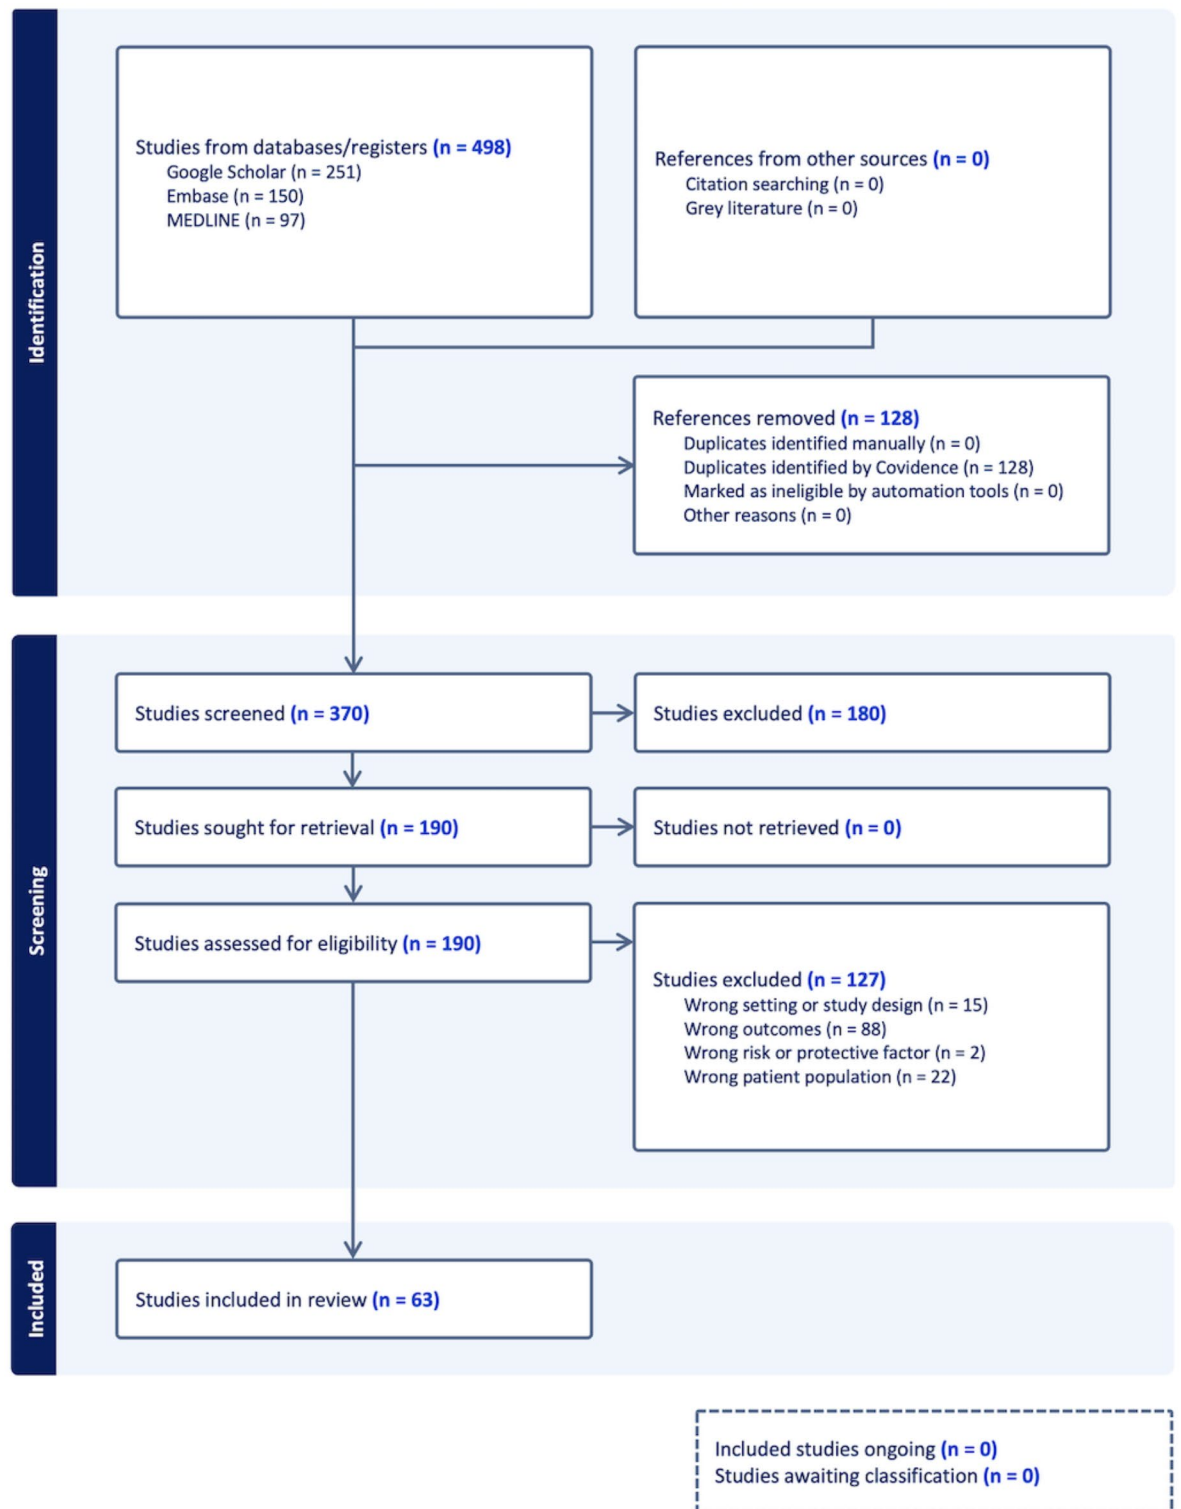 Identification
Studies from databases/registers (n = 498)
Google Scholar (n = 251)
Embase (n = 150)
MEDLINE (n = 97)
References from other sources (n = 0)
Citation searching (n = 0)
Grey literature (n = 0)
References removed (n = 128)
Duplicates identified manually (n = 0)
Duplicates identified by Covidence (n = 128)
Marked as ineligible by automation tools (n = 0)
Other reasons (n = 0)
Screening
Studies screened (n = 370)
Studies excluded (n = 180)
Studies sought for retrieval (n = 190)
Studies not retrieved (n = 0)
Studies assessed for eligibility (n = 190)
Studies excluded (n = 127)
Wrong setting or study design (n = 15)
Wrong outcomes (n = 88)
Wrong risk or protective factor (n = 2)
Wrong patient population (n = 22)
Included
Studies included in review (n = 63)
Included studies ongoing (n = 0)
Studies awaiting classification (n = 0)